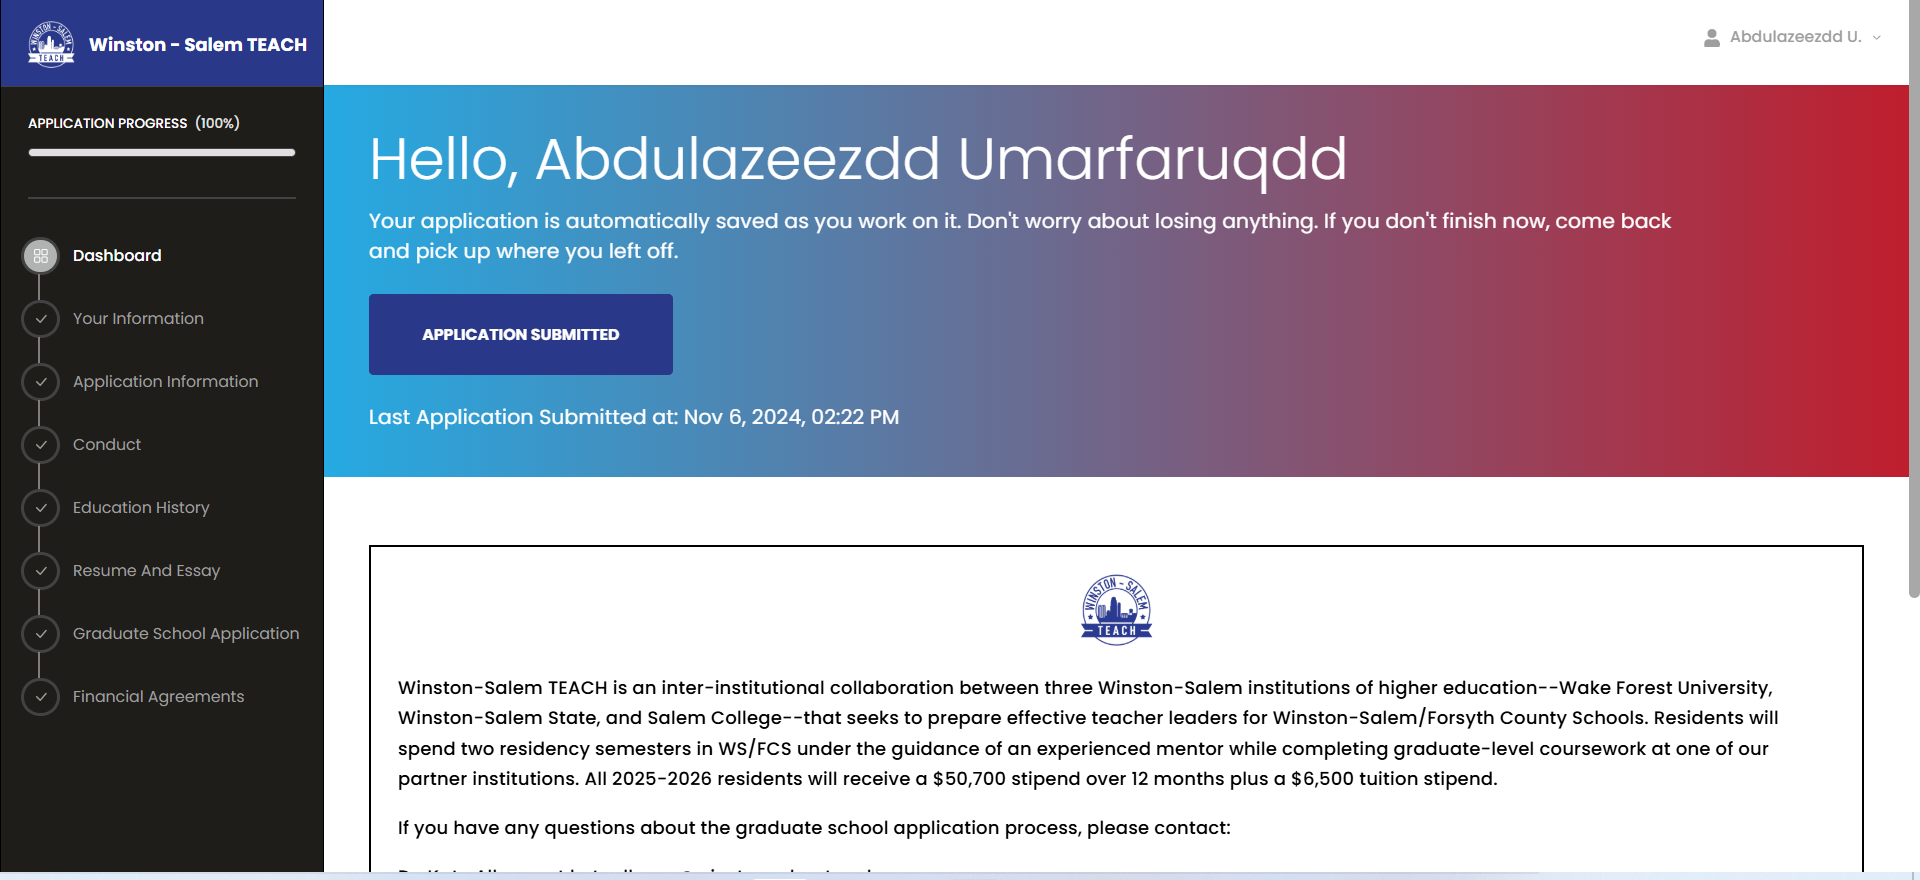 WINSTON - SALEM
TEACH
Winston - Salem TEACH
Abdulazeezdd U.
APPLICATION PROGRESS (100%)
Dashboard
Your Information
Application Information
Conduct
Education History
Resume And Essay
Graduate School Application
Financial Agreements
Hello, Abdulazeezdd Umarfaruqdd
Your application is automatically saved as you work on it. Don't worry about losing anything. If you don't finish now, come back
and pick up where you left off.
APPLICATION SUBMITTED
Last Application Submitted at: Nov 6, 2024, 02:22 PM
WINSTON - SALEM
TEACH
Winston-Salem TEACH is an inter-institutional collaboration between three Winston-Salem institutions of higher education--Wake Forest University,
Winston-Salem State, and Salem College--that seeks to prepare effective teacher leaders for Winston-Salem/Forsyth County Schools. Residents will
spend two residency semesters in WS/FCS under the guidance of an experienced mentor while completing graduate-level coursework at one of our
partner institutions. All 2025-2026 residents will receive a $50,700 stipend over 12 months plus a $6,500 tuition stipend.
If you have any questions about the graduate school application process, please contact: